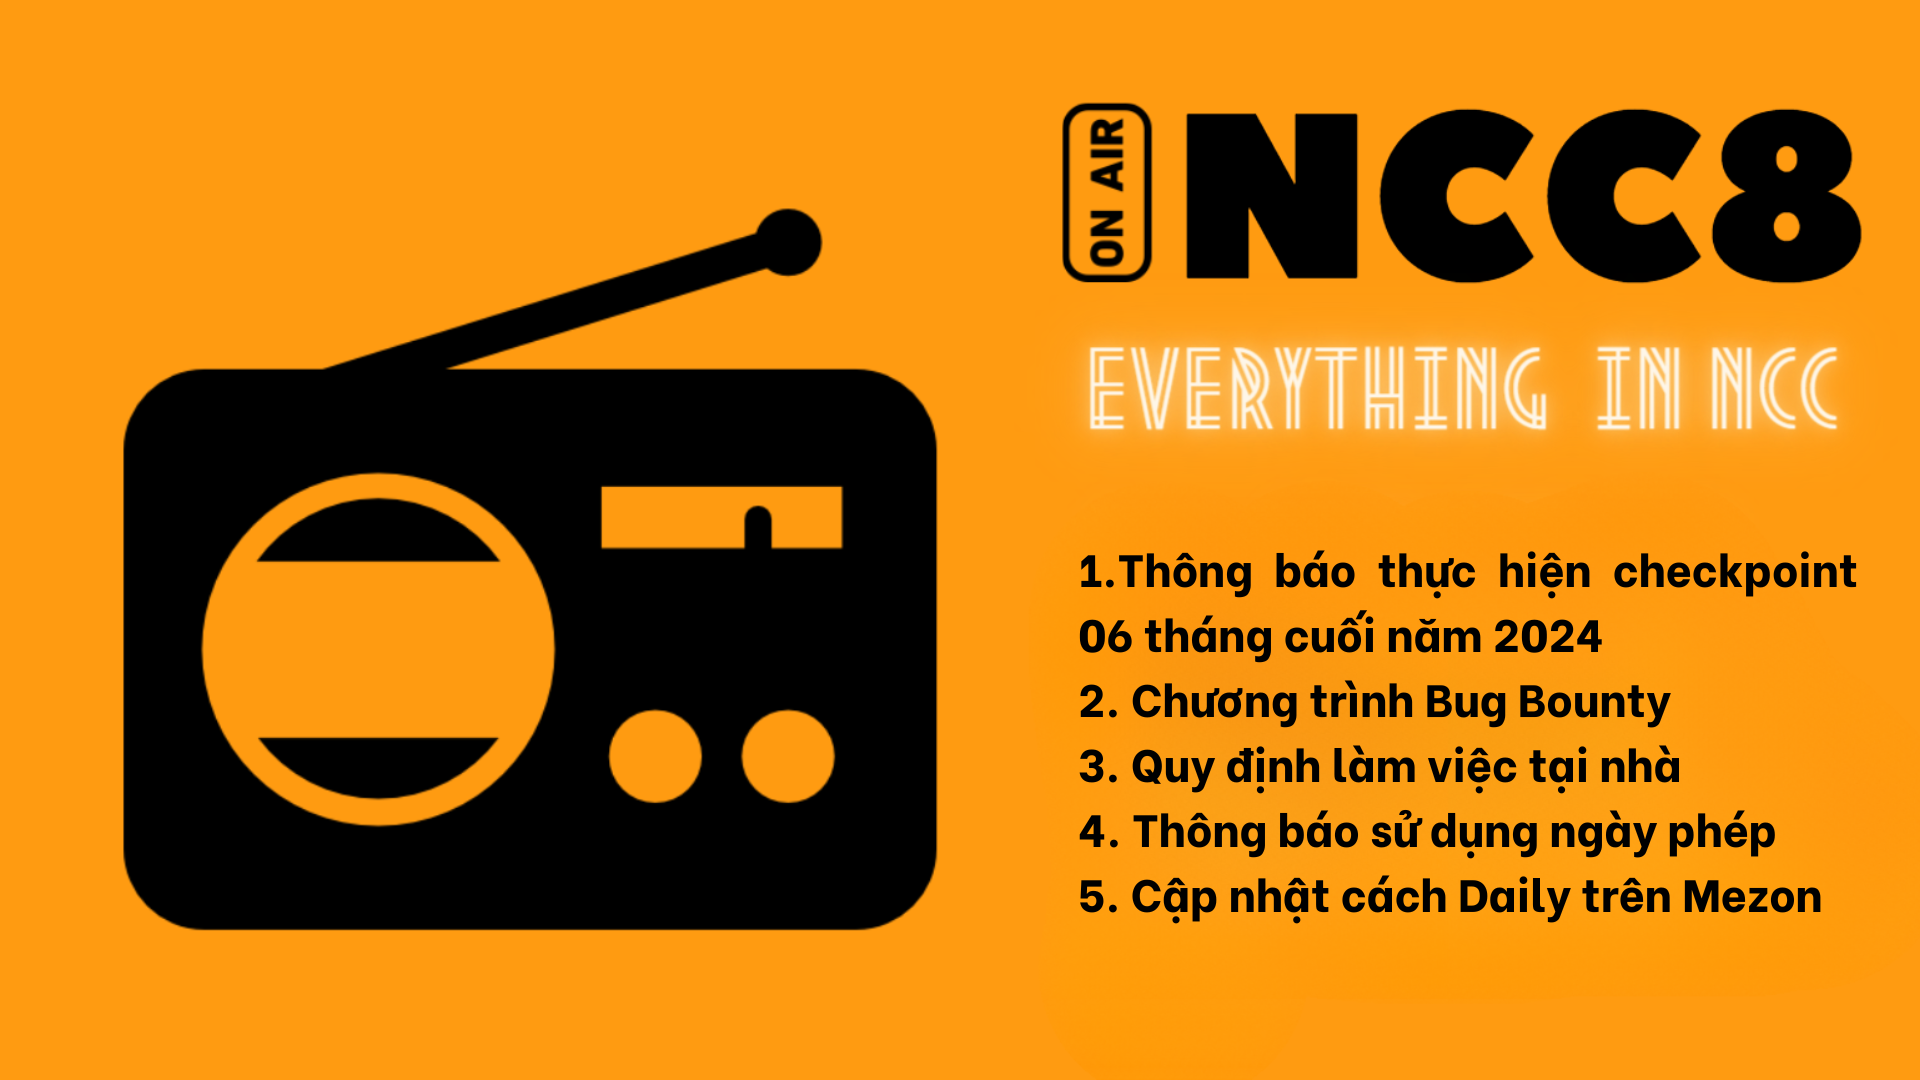 ON AIR
NCC8
EVERYTHING IN NCC
1.Thông báo thực hiện checkpoint
06 tháng cuối năm 2024
2. Chương trình Bug Bounty
3. Quy định làm việc tại nhà
4. Thông báo sử dụng ngày phép
5. Cập nhật cách Daily trên Mezon